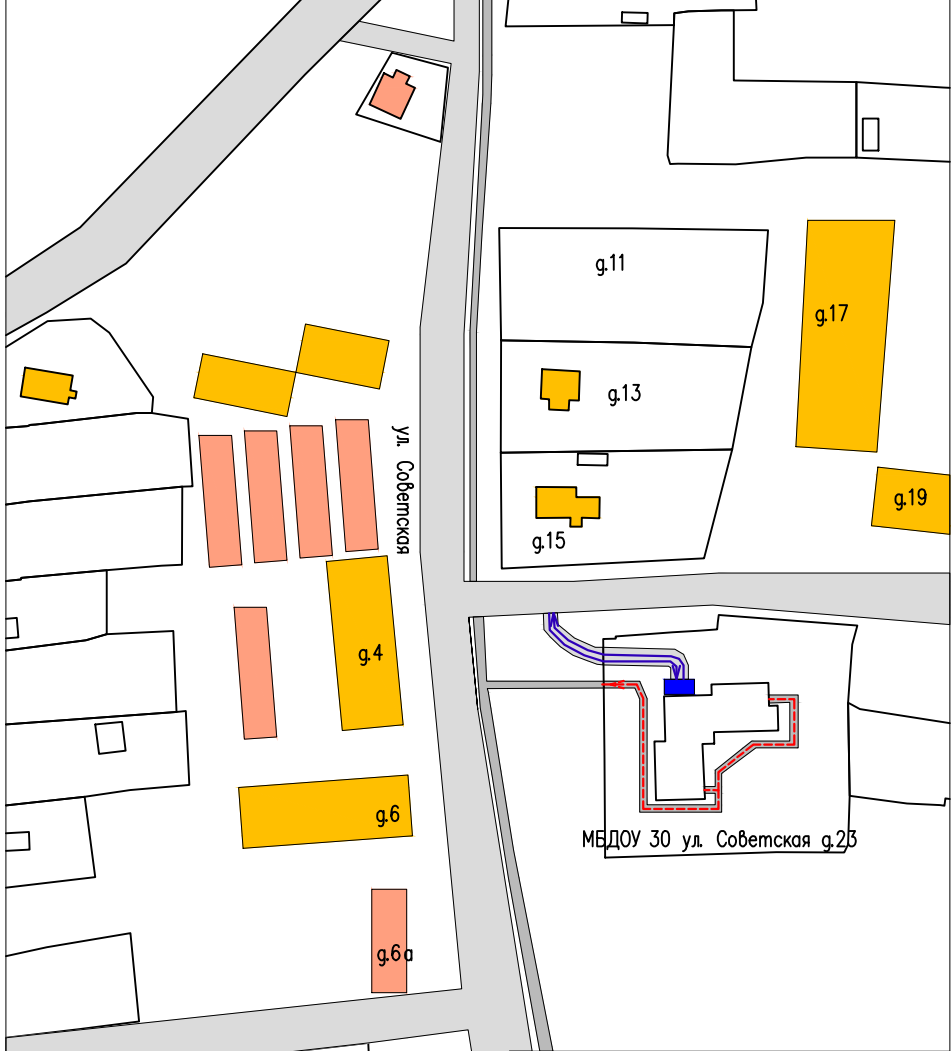 д.11
д.17
д.13
ул. Советская
д.19
д.15
д.4
д.6
МБДОУ 30 ул. Советская д.23
д.6а